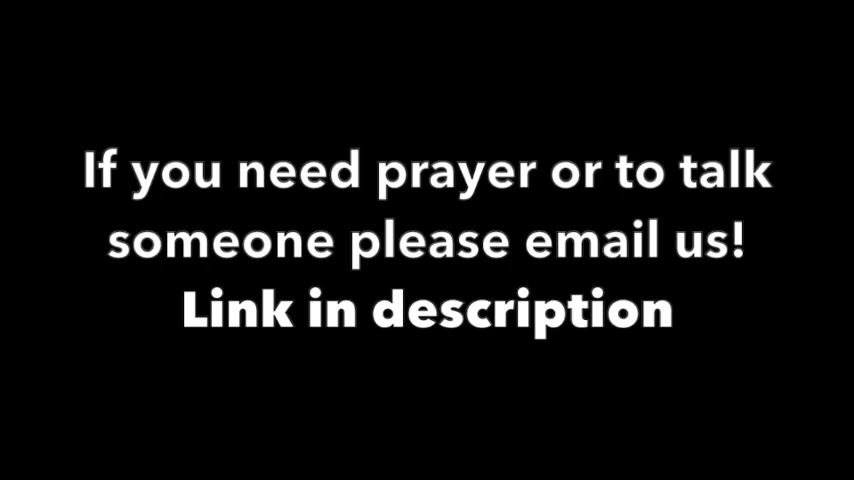 If you need prayer or to talk
someone please email us!
Link in description